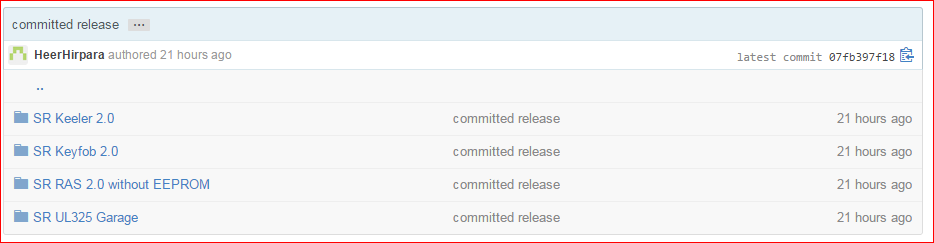 committed release ...
HeerHirpara authored 21 hours ago latest commit 07fb397f18
..
SR Keeler 2.0 committed release 21 hours ago
SR Keyfob 2.0 committed release 21 hours ago
SR RAS 2.0 without EEPROM committed release 21 hours ago
SR UL325 Garage committed release 21 hours ago